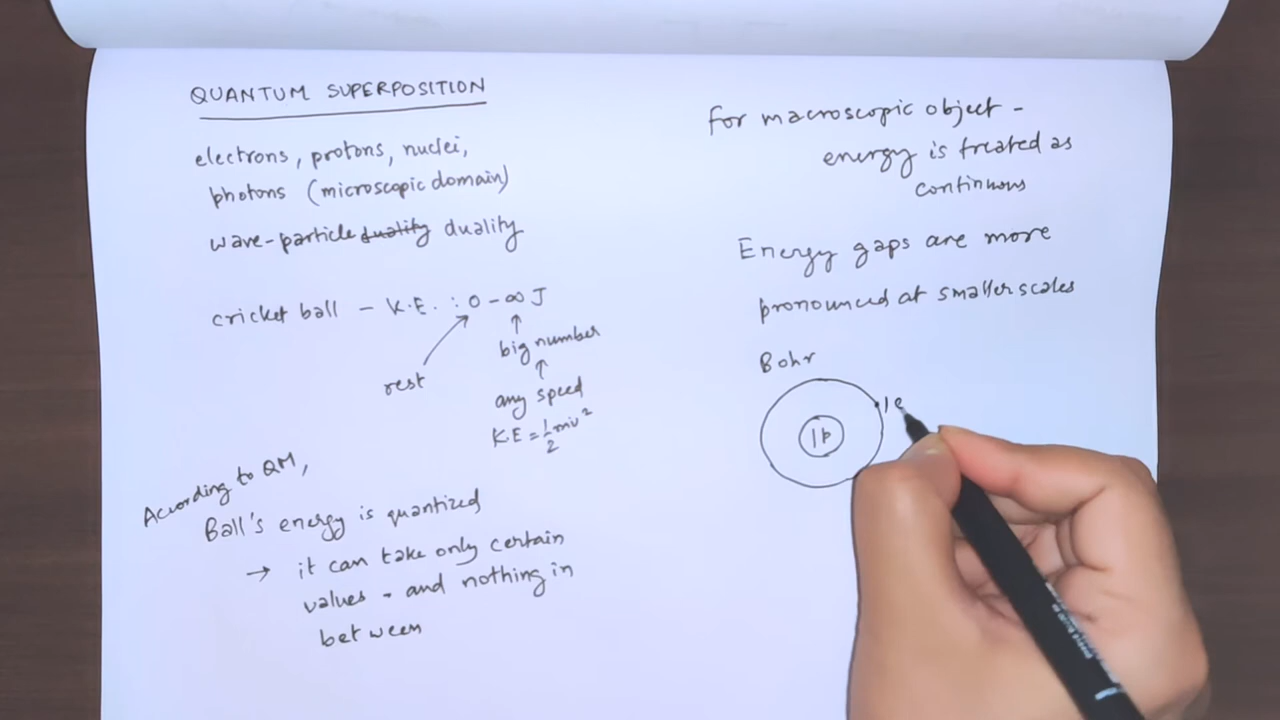 QUANTUM SUPERPOSITION
electrons, protons, nuclei,
photons (microscopic domain)
wave-particle duality duality
cricket ball – K.E. : 0 – ∞ J
rest
big number
any speed
KE = 1/2 mv²
According to QM,
Ball's energy is quantized
→ it can take only certain
values - and nothing in
between
For macroscopic object -
energy is treated as
continuous
Energy gaps are more
pronounced at smaller scales
Bohr
1e
1p